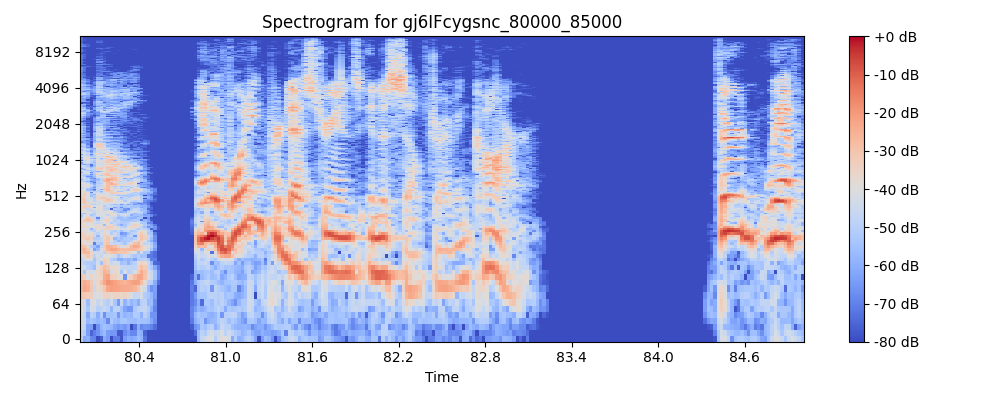 Spectrogram for gj6IFcygsnc_80000_85000
8192
4096
2048
1024
512
256
128
64
0
Hz
80.4 81.0 81.6 82.2 82.8 83.4 84.0 84.6
Time
+0 dB
-10 dB
-20 dB
-30 dB
-40 dB
-50 dB
-60 dB
-70 dB
-80 dB